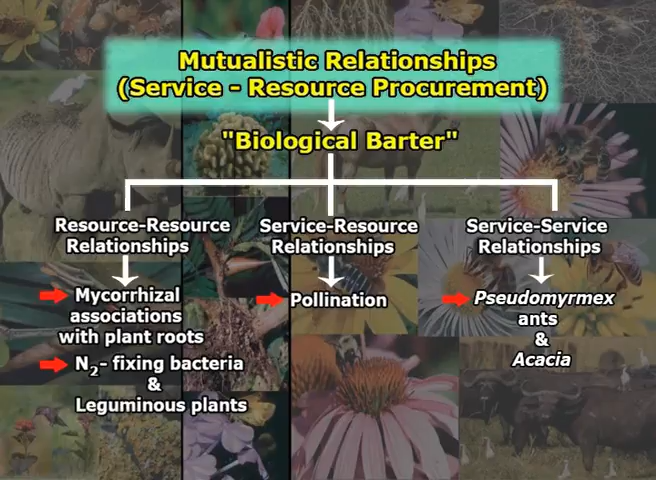 Mutualistic Relationships
(Service - Resource Procurement)
"Biological Barter"
Resource-Resource
Relationships
Mycorrhizal
associations
with plant roots
N₂- fixing bacteria
&
Leguminous plants
Service-Resource
Relationships
Pollination
Service-Service
Relationships
Pseudomyrmex
ants
&
Acacia